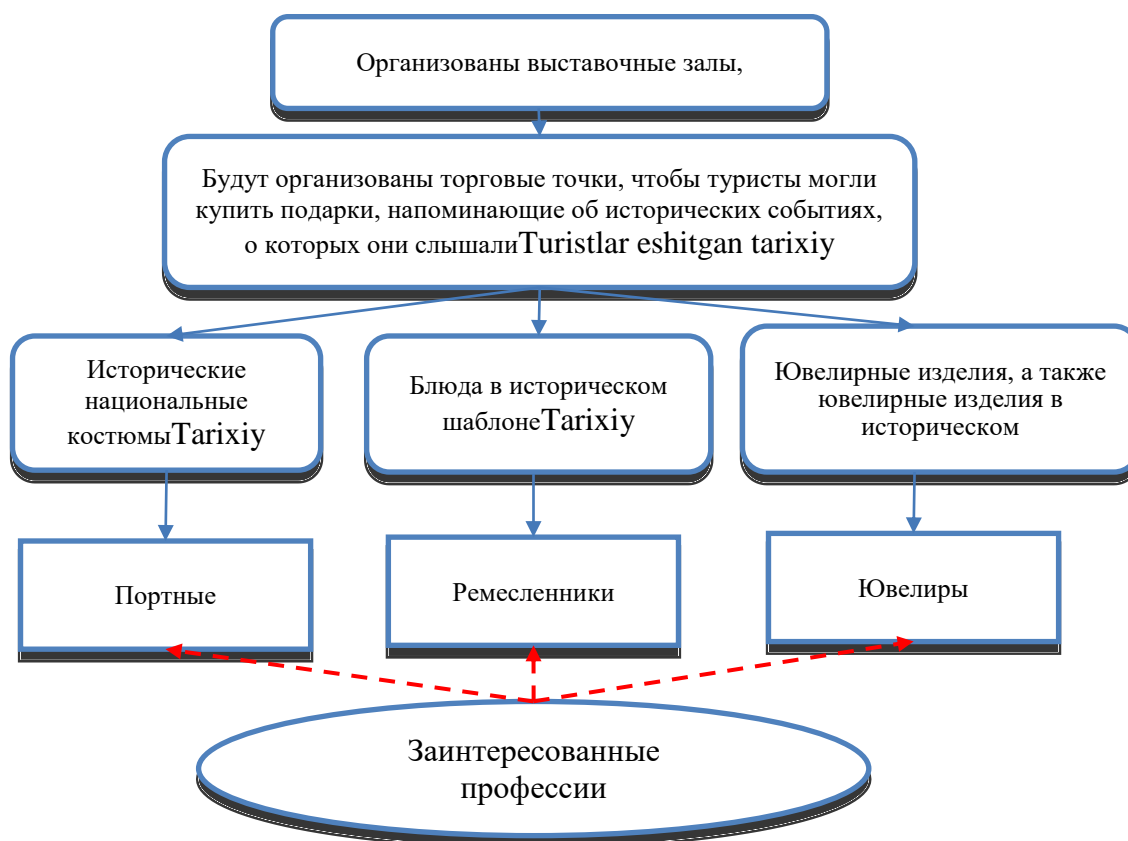 Организованы выставочные залы,
Будут организованы торговые точки, чтобы туристы могли
купить подарки, напоминающие об исторических событиях,
о которых они слышалиTuristlar eshitgan tarixiy
Исторические
национальные
костюмыTarixiy
Блюда в историческом
шаблонеTarixiy
Ювелирные изделия, а также
ювелирные изделия в
историческом
Портные
Ремесленники
Ювелиры
Заинтересованные
профессии